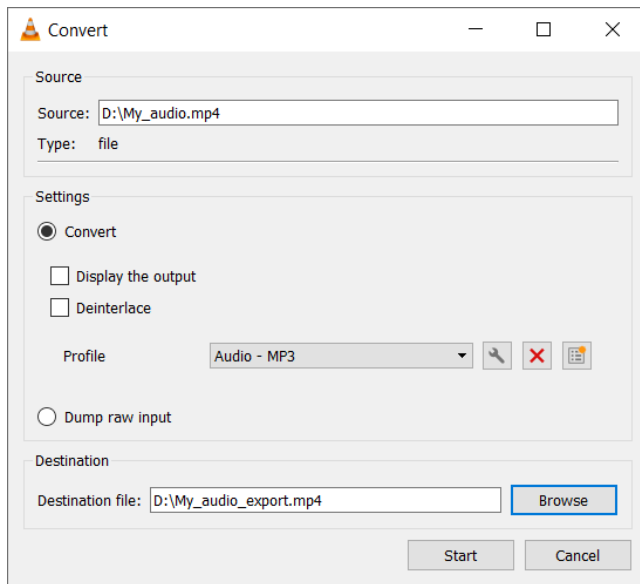 Convert
Source
Source: D:\My_audio.mp4
Type: file
Settings
Convert
Display the output
Deinterlace
Profile Audio - MP3
Dump raw input
Destination
Destination file: D:\My_audio_export.mp4 Browse
Start Cancel